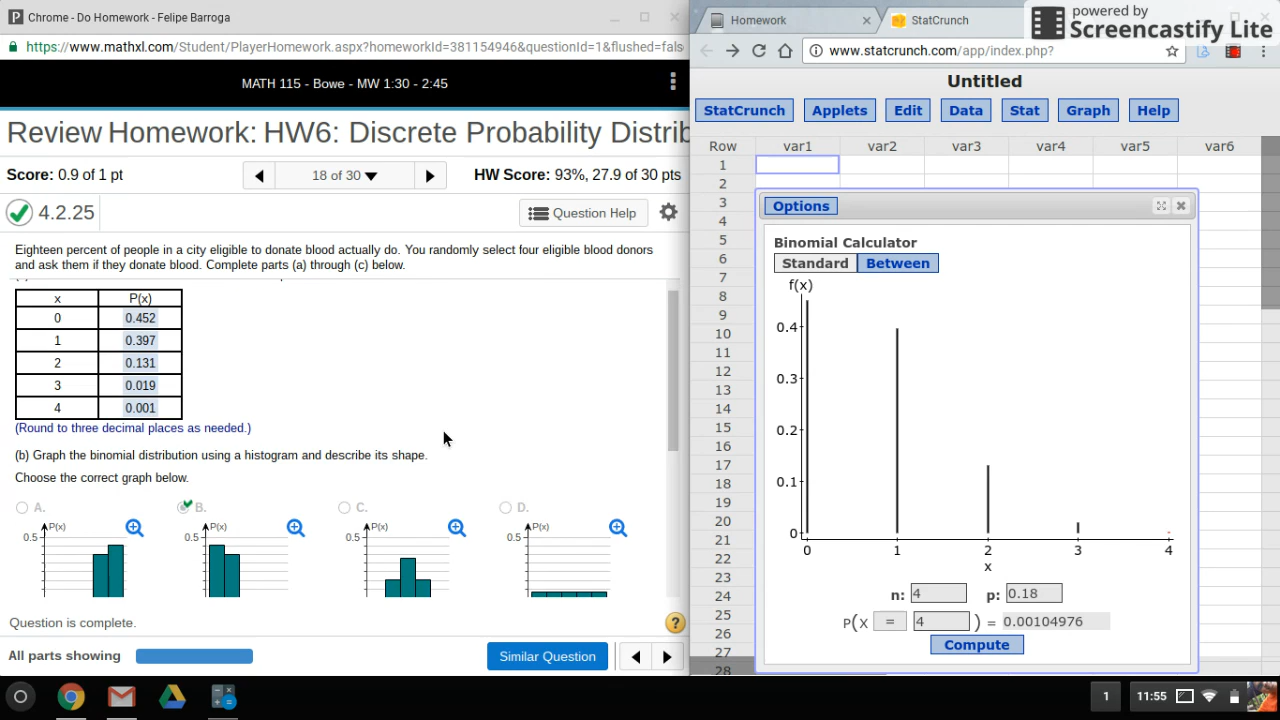 Chrome - Do Homework - Felipe Barroga
https://www.mathxl.com/Student/PlayerHomework.aspx?homeworkId=381154946&questionId=1&flushed=fals
MATH 115 - Bowe - MW 1:30 - 2:45
Review Homework: HW6: Discrete Probability Distrib
Score: 0.9 of 1 pt
18 of 30
HW Score: 93%, 27.9 of 30 pts
4.2.25
Question Help
Eighteen percent of people in a city eligible to donate blood actually do. You randomly select four eligible blood donors
and ask them if they donate blood. Complete parts (a) through (c) below.
x P(x)
0 0.452
1 0.397
2 0.131
3 0.019
4 0.001
(Round to three decimal places as needed.)
(b) Graph the binomial distribution using a histogram and describe its shape.
Choose the correct graph below.
A. B. C. D.
P(x) P(x) P(x) P(x)
0.5 0.5 0.5 0.5
Question is complete.
?
All parts showing
Similar Question
Homework
StatCrunch
powered by
Screencastify Lite
www.statcrunch.com/app/index.php?
Untitled
StatCrunch Applets Edit Data Stat Graph Help
Row var1 var2 var3 var4 var5 var6
1
2
3
4
5
6
7
8
9
10
11
12
13
14
15
16
17
18
19
20
21
22
23
24
25
26
27
28
Options
Binomial Calculator
Standard Between
f(x)
0.4
0.3
0.2
0.1
0
0 1 2 3 4
x
n: 4 p: 0.18
P(X = 4 ) = 0.00104976
Compute
1
11:55